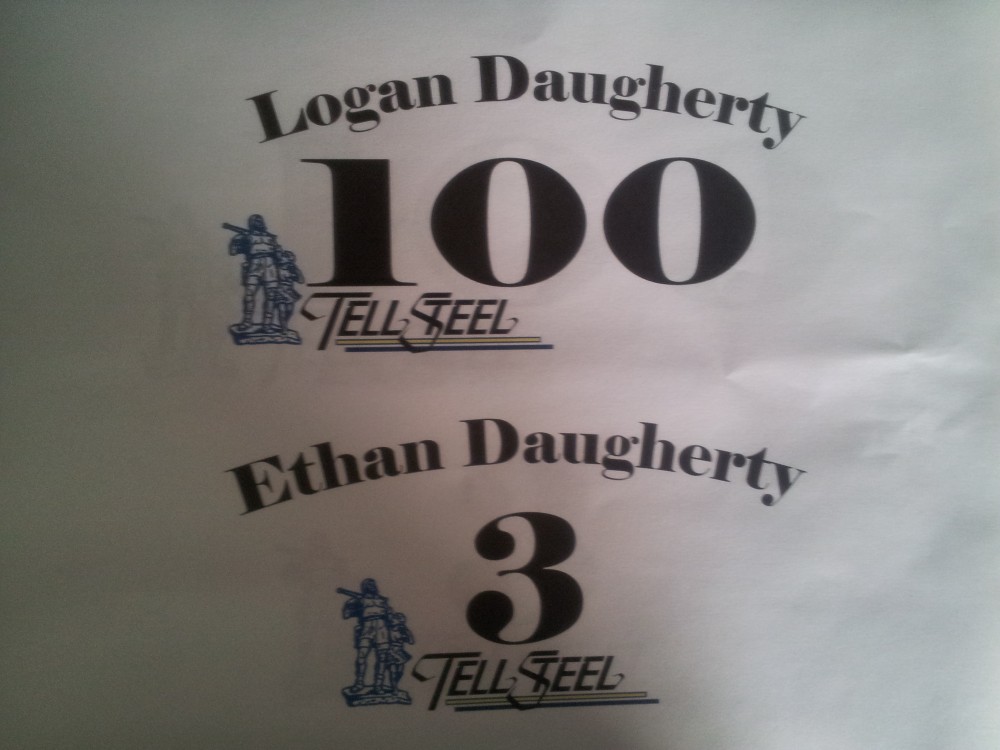 Logan Daugherty
100
TELL STEEL
Ethan Daugherty
3
TELL STEEL